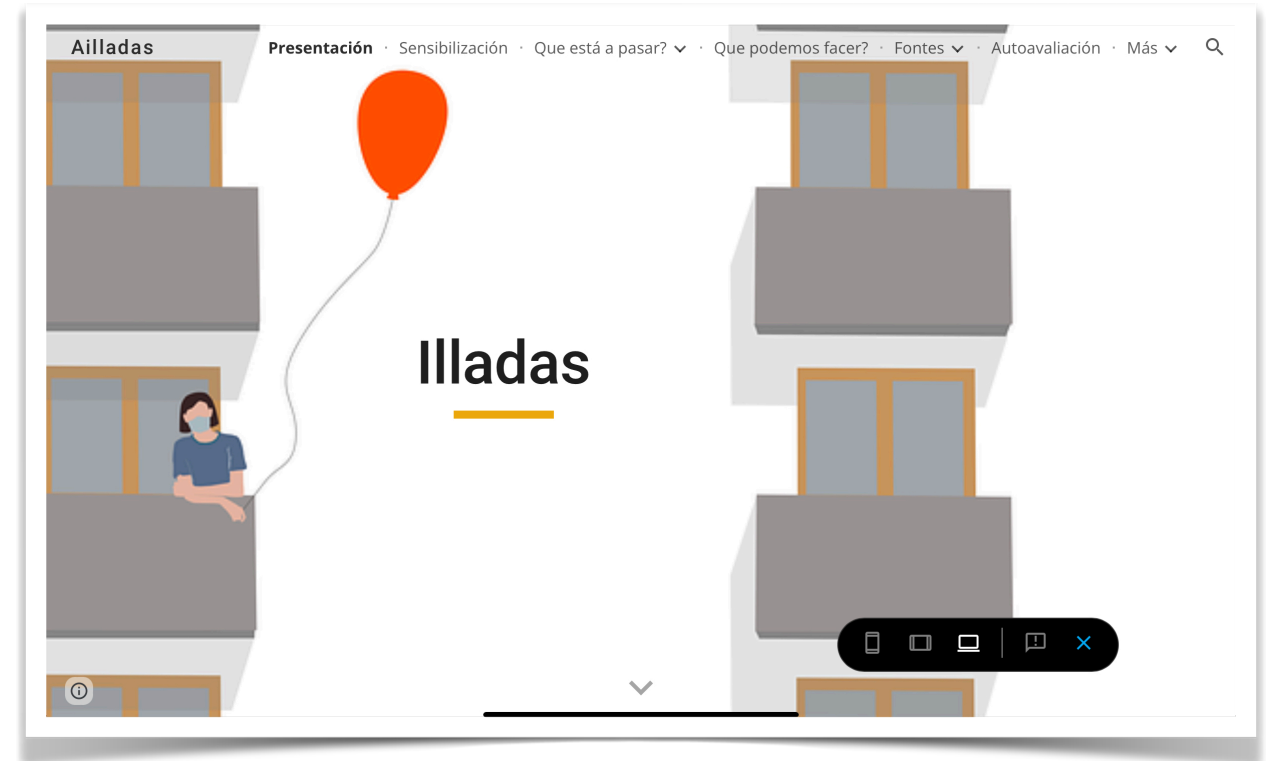 Ailladas
Presentación · Sensibilización · Que está a pasar? · Que podemos facer? · Fontes · Autoavaliación · Más
Illadas